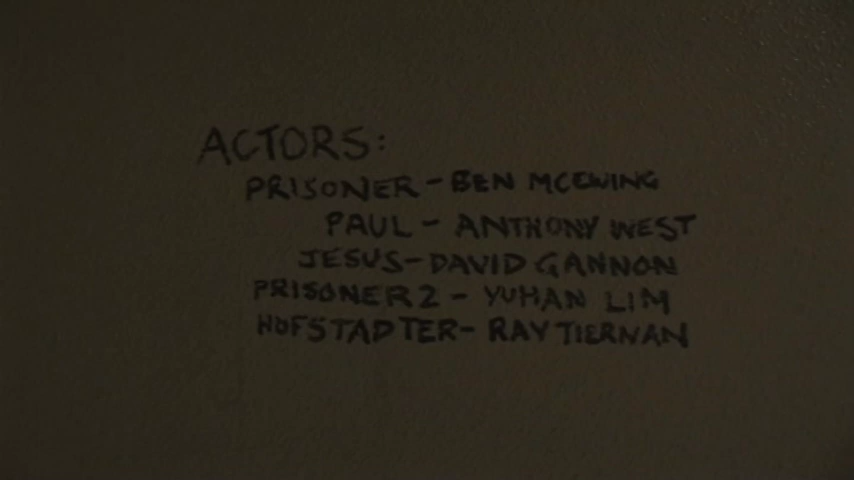 ACTORS:
PRISONER - BEN MCEWING
PAUL - ANTHONY WEST
JESUS - DAVID GANNON
PRISONER 2 - YUHAN LIM
HOFSTADTER - RAY TIERNAN